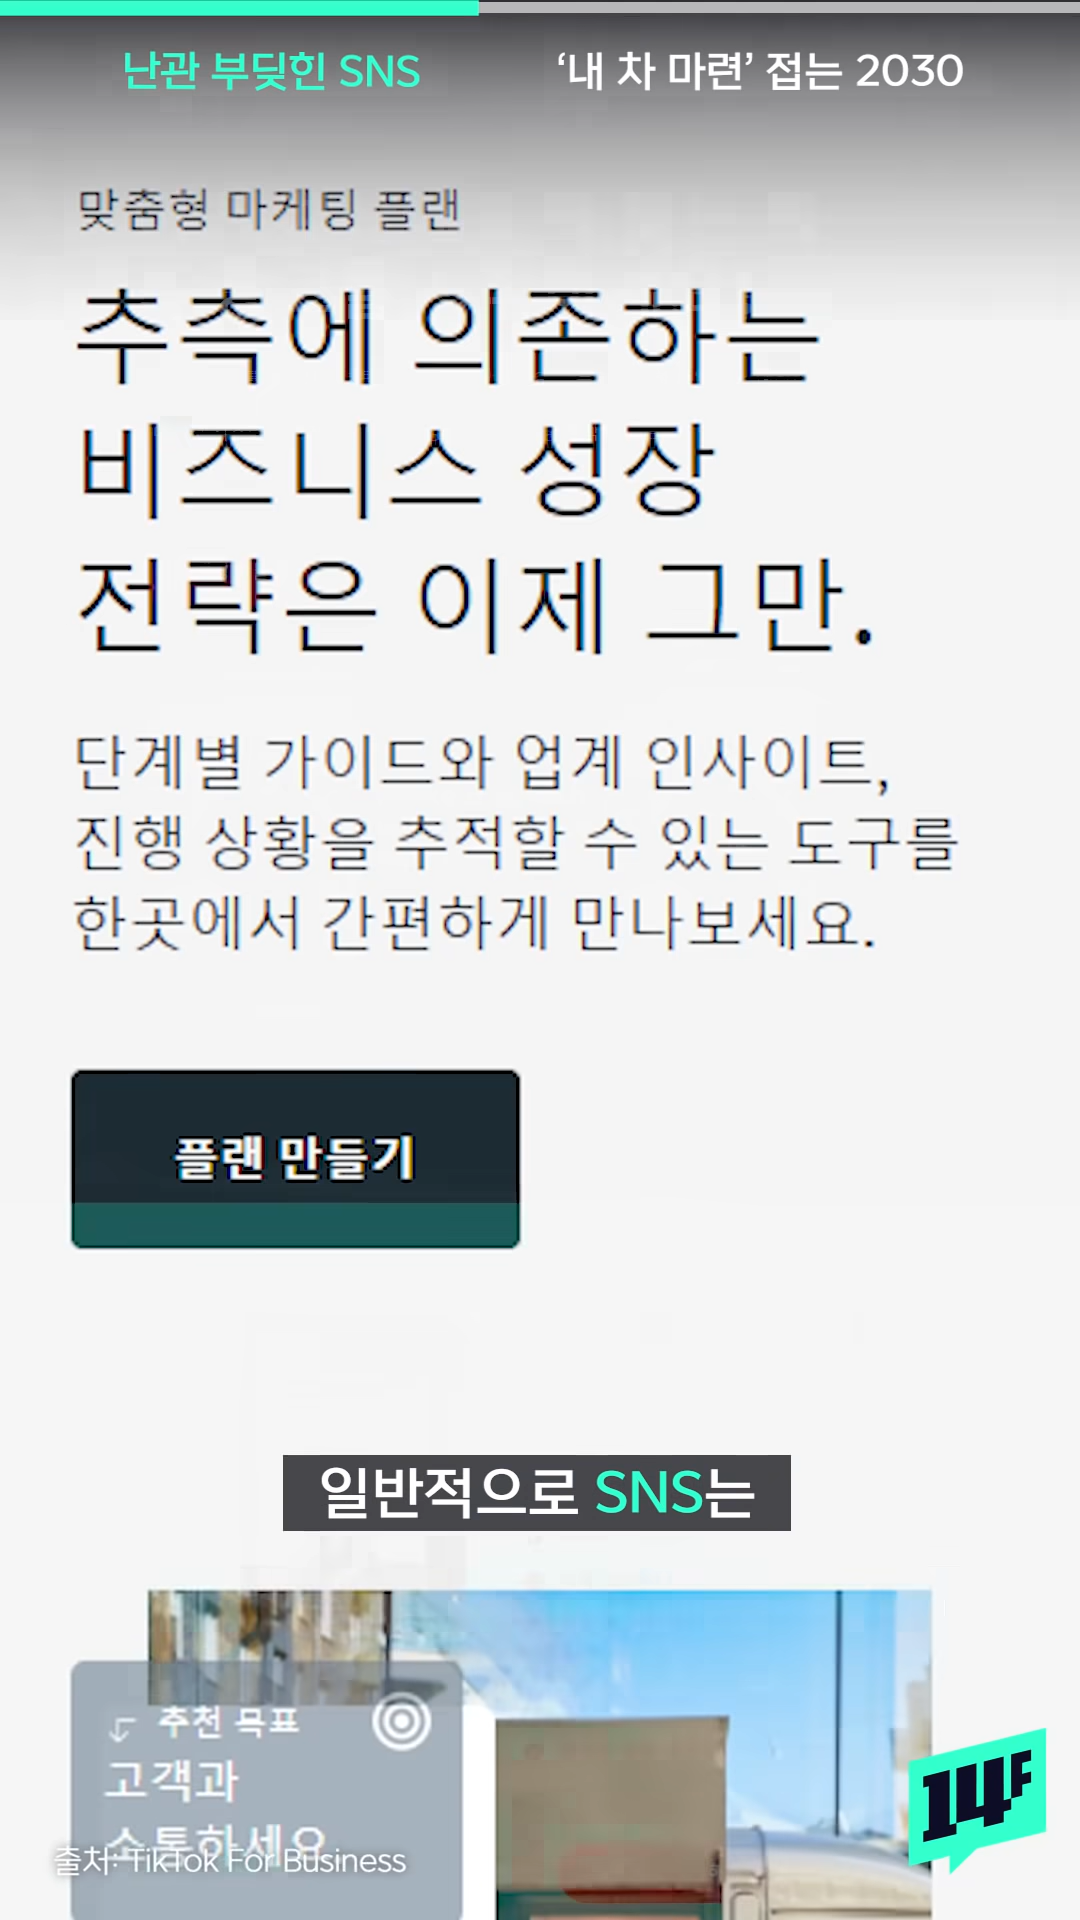 난관 부딪힌 SNS
‘내 차 마련’ 접는 2030
맞춤형 마케팅 플랜
추측에 의존하는
비즈니스 성장
전략은 이제 그만.
단계별 가이드와 업계 인사이트,
진행 상황을 추적할 수 있는 도구를
한곳에서 간편하게 만나보세요.
플랜 만들기
일반적으로 SNS는
추천 목표
고객과
소통하세요
출처: TikTok For Business
14F